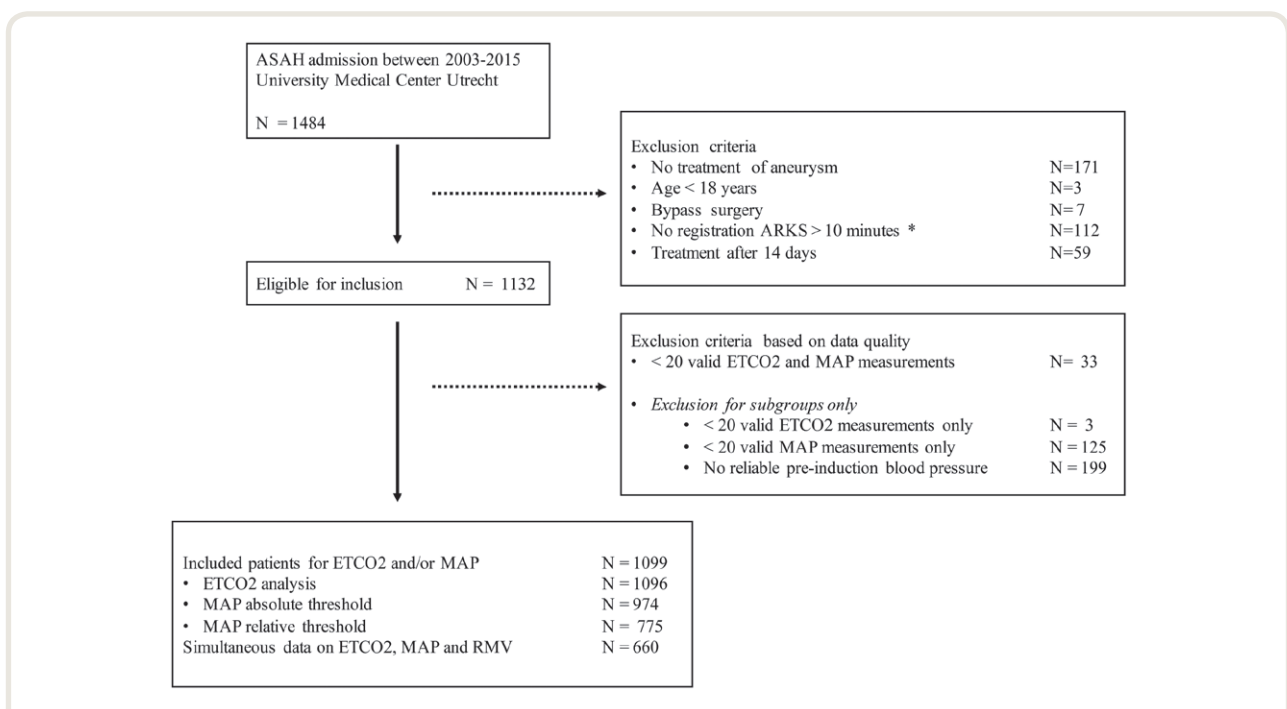 ASAH admission between 2003-2015
University Medical Center Utrecht
N = 1484
Exclusion criteria
• No treatment of aneurysm N=171
• Age < 18 years N=3
• Bypass surgery N=7
• No registration ARKS > 10 minutes * N=112
• Treatment after 14 days N=59
Eligible for inclusion N = 1132
Exclusion criteria based on data quality
• < 20 valid ETCO2 and MAP measurements N= 33
• Exclusion for subgroups only
• < 20 valid ETCO2 measurements only N = 3
• < 20 valid MAP measurements only N = 125
• No reliable pre-induction blood pressure N = 199
Included patients for ETCO2 and/or MAP N = 1099
• ETCO2 analysis N = 1096
• MAP absolute threshold N = 974
• MAP relative threshold N = 775
Simultaneous data on ETCO2, MAP and RMV N = 660